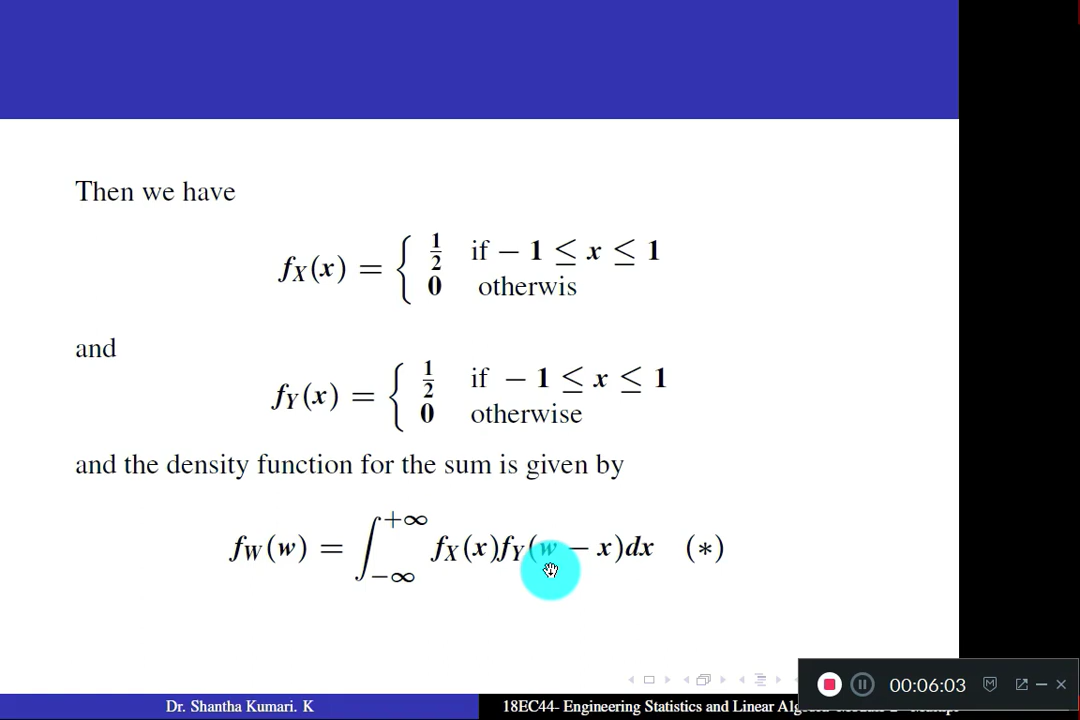 Then we have
fX(x) = { 1/2 if − 1 ≤ x ≤ 1
0 otherwis
and
fY(x) = { 1/2 if − 1 ≤ x ≤ 1
0 otherwise
and the density function for the sum is given by
fW(w) = ∫_{−∞}^{+∞} fX(x)fY(w − x)dx (∗)
00:06:03
Dr. Shantha Kumari. K
18EC44- Engineering Statistics and Linear